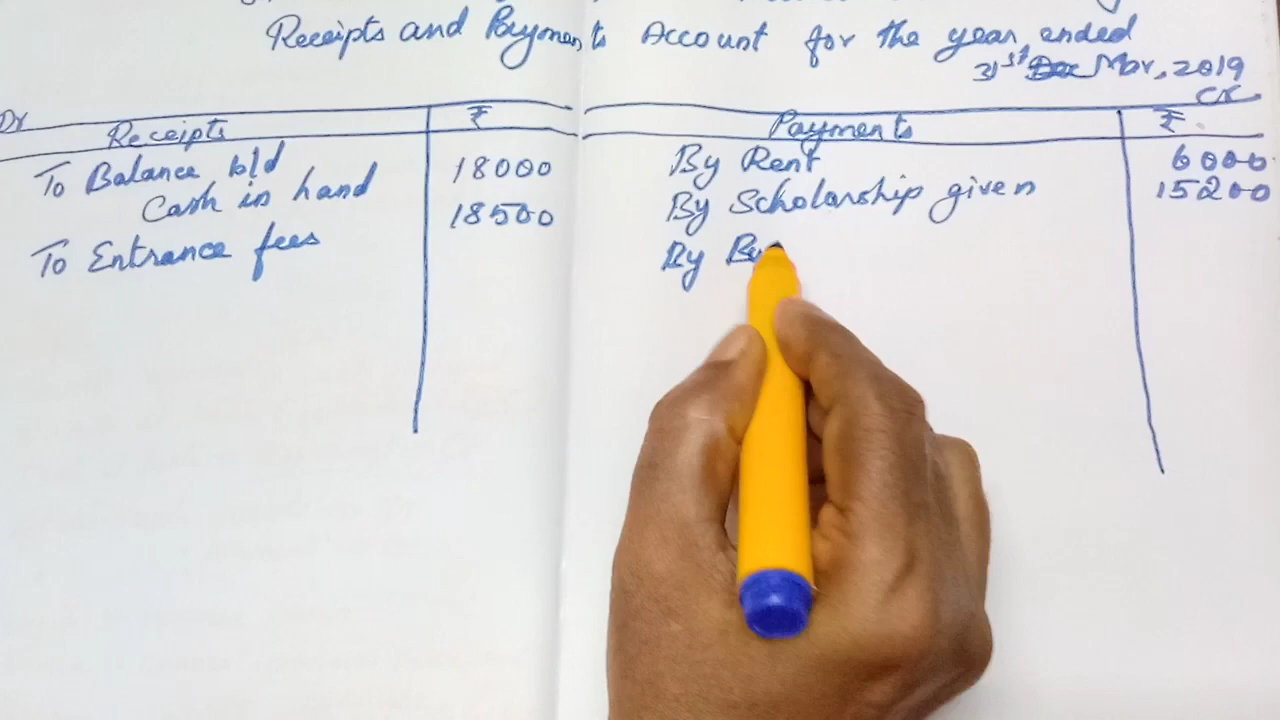 Receipts and Payments Account for the year ended
31st Mar, 2019
Dr
Cr
Receipts ₹
To Balance b/d
Cash in hand 18000
To Entrance fees 18500
Payments ₹
By Rent 6000
By Scholarship given 15200
By Bu